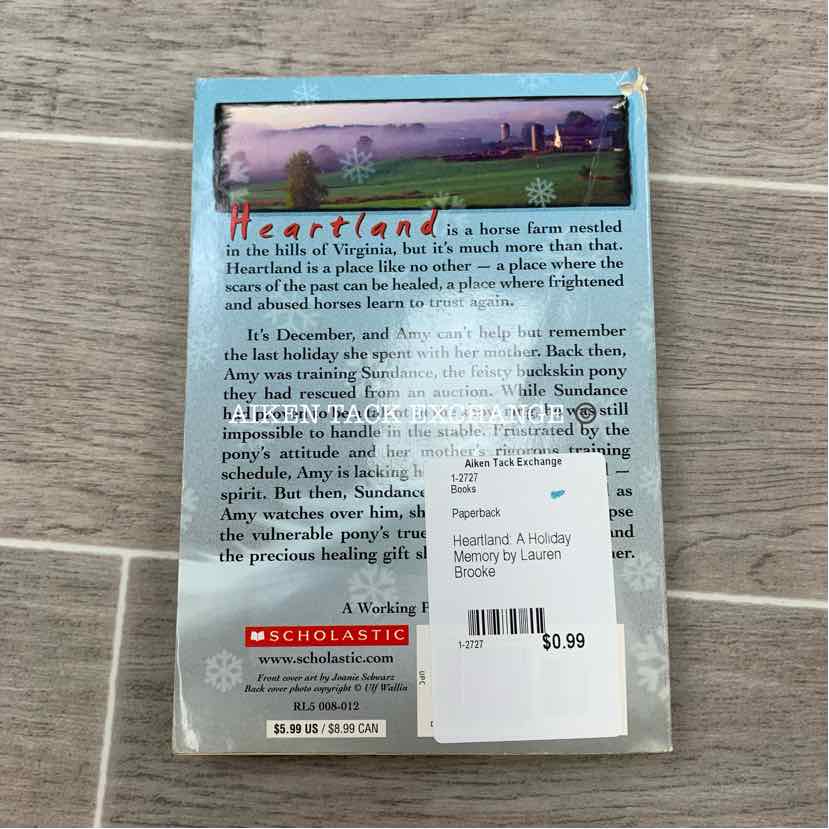 Heartland is a horse farm nestled
in the hills of Virginia, but it's much more than that.
Heartland is a place like no other — a place where the
scars of the past can be healed, a place where frightened
and abused horses learn to trust again.
It's December, and Amy can't help but remember
the last holiday she spent with her mother. Back then,
Amy was training Sundance, the feisty buckskin pony
they had rescued from an auction. While Sundance
was still
AIKEN TACK EXCHANGE ©
impossible to handle in the stable. Frustrated by the
pony's attitude and her mother's rigorous training
schedule, Amy is lacking —
spirit. But then, Sundance as
Amy watches over him,
the vulnerable pony's true and
the precious healing gift
A Working
SCHOLASTIC
www.scholastic.com
Front cover art by Joanie Schwarz
Back cover photo copyright © Ulf Wallin
RL5 008-012
$5.99 US / $8.99 CAN
UPC
Aiken Tack Exchange
1-2727
Books
Paperback
Heartland: A Holiday
Memory by Lauren
Brooke
1-2727
$0.99